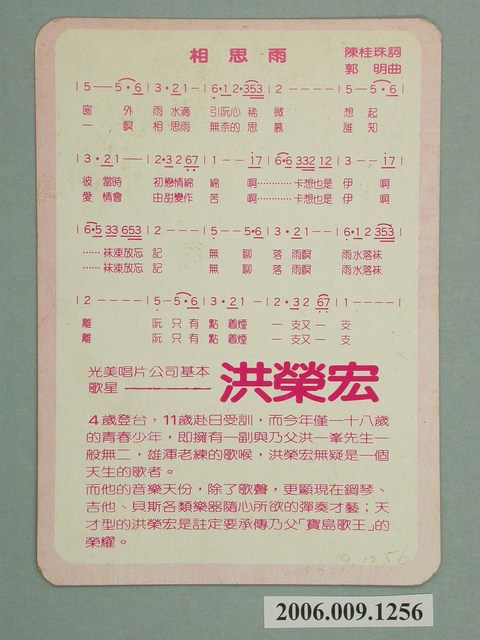 相思雨
陳桂珠詞
郭 明曲
|5—5·6|3·2 1—|6·1 2·353|2———|5—5·6|
窗 外 雨 水滴 引阮心 稀 微 想 起
一 瞑 相 思雨 無奈的 思 慕 誰 知
|3·2 1—|2·3 2 67|1——17|6·6 332 12|3——17|
彼 當時 初戀情綿 綿 啊………… 卡想也是 伊 啊
愛 情會 由甜變作 苦 啊………… 卡想也是 伊 啊
|6·5 33 653|2———|5——5·6|3·2 1—|6·1 2 353|
…… 袜凍放忘 記 無 聊 落 雨瞑 雨水落袜
…… 袜凍放忘 記 無 聊 落 雨瞑 雨水落袜
|2———|5·5—5·6|3·21—|2·32 67|1———|
離 阮 只 有 點 着煙 一 支又 一 支
離 阮 只 有 點 着煙 一 支又 一 支
光美唱片公司基本
歌星———洪榮宏
4歲登台，11歲赴日受訓，而今年僅一十八歲
的青春少年，即擁有一副與乃父洪一峯先生一
般無二，雄渾老練的歌喉，洪榮宏無疑是一個
天生的歌者。
而他的音樂天份，除了歌聲，更顯現在鋼琴、
吉他、貝斯各類樂器隨心所欲的彈奏才藝；天
才型的洪榮宏是註定要承傳乃父「寶島歌王」的
榮耀。
2006.009.1256